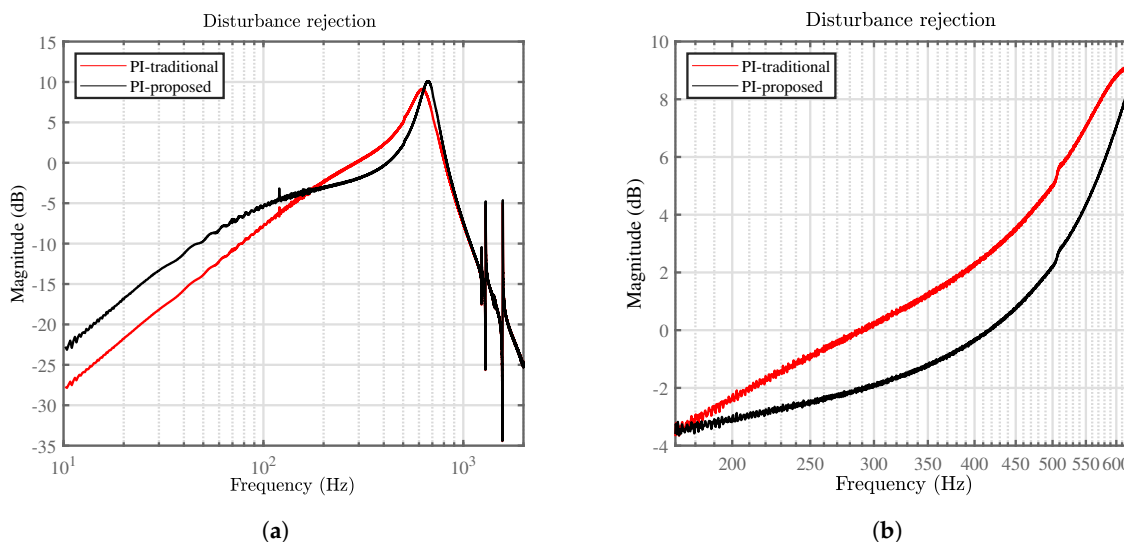 Disturbance rejection
PI-traditional
PI-proposed
Magnitude (dB)
15
10
5
0
-5
-10
-15
-20
-25
-30
-35
10^1
10^2
10^3
Frequency (Hz)
(a)
Disturbance rejection
PI-traditional
PI-proposed
Magnitude (dB)
10
8
6
4
2
0
-2
-4
200
250
300
350
400
450
500
550
600
Frequency (Hz)
(b)